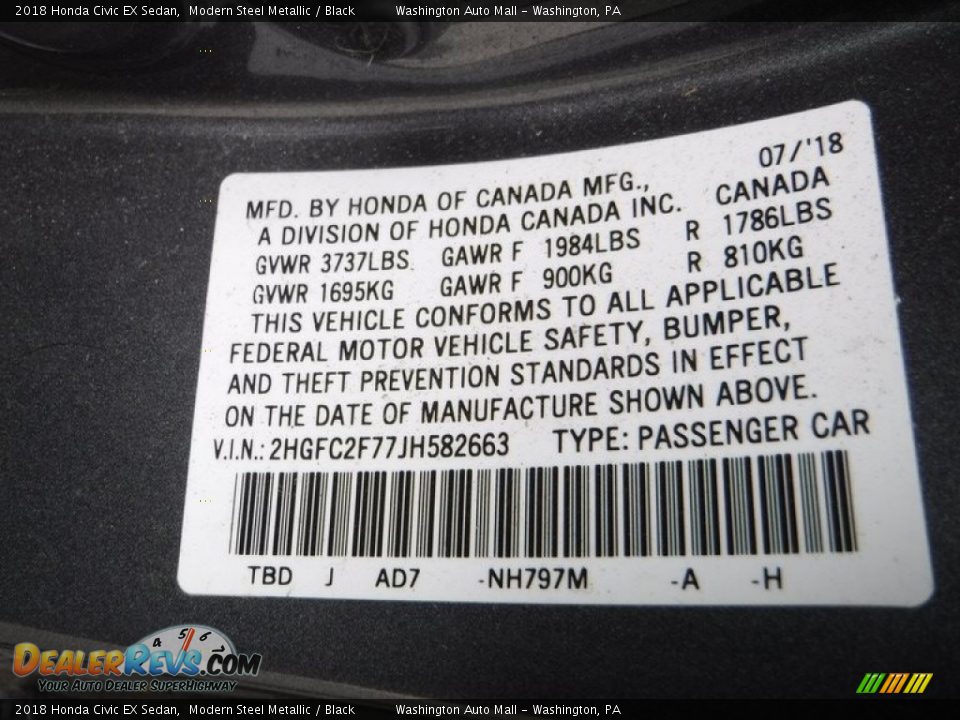 2018 Honda Civic EX Sedan, Modern Steel Metallic / Black Washington Auto Mall - Washington, PA
07/'18
MFD. BY HONDA OF CANADA MFG.,
A DIVISION OF HONDA CANADA INC. CANADA
GVWR 3737LBS GAWR F 1984LBS R 1786LBS
GVWR 1695KG GAWR F 900KG R 810KG
THIS VEHICLE CONFORMS TO ALL APPLICABLE
FEDERAL MOTOR VEHICLE SAFETY, BUMPER,
AND THEFT PREVENTION STANDARDS IN EFFECT
ON THE DATE OF MANUFACTURE SHOWN ABOVE.
V.I.N.: 2HGFC2F77JH582663 TYPE: PASSENGER CAR
TBD J AD7 -NH797M -A -H
4 5 6
DEALERREVS.COM
YOUR AUTO DEALER SUPERHIGHWAY
2018 Honda Civic EX Sedan, Modern Steel Metallic / Black Washington Auto Mall - Washington, PA